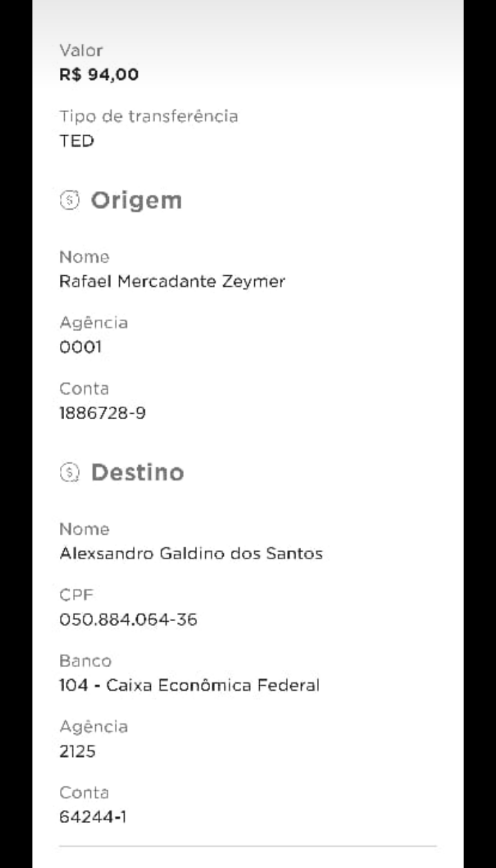 Valor
R$ 94,00
Tipo de transferência
TED
Origem
Nome
Rafael Mercadante Zeymer
Agência
0001
Conta
1886728-9
Destino
Nome
Alexsandro Galdino dos Santos
CPF
050.884.064-36
Banco
104 - Caixa Econômica Federal
Agência
2125
Conta
64244-1